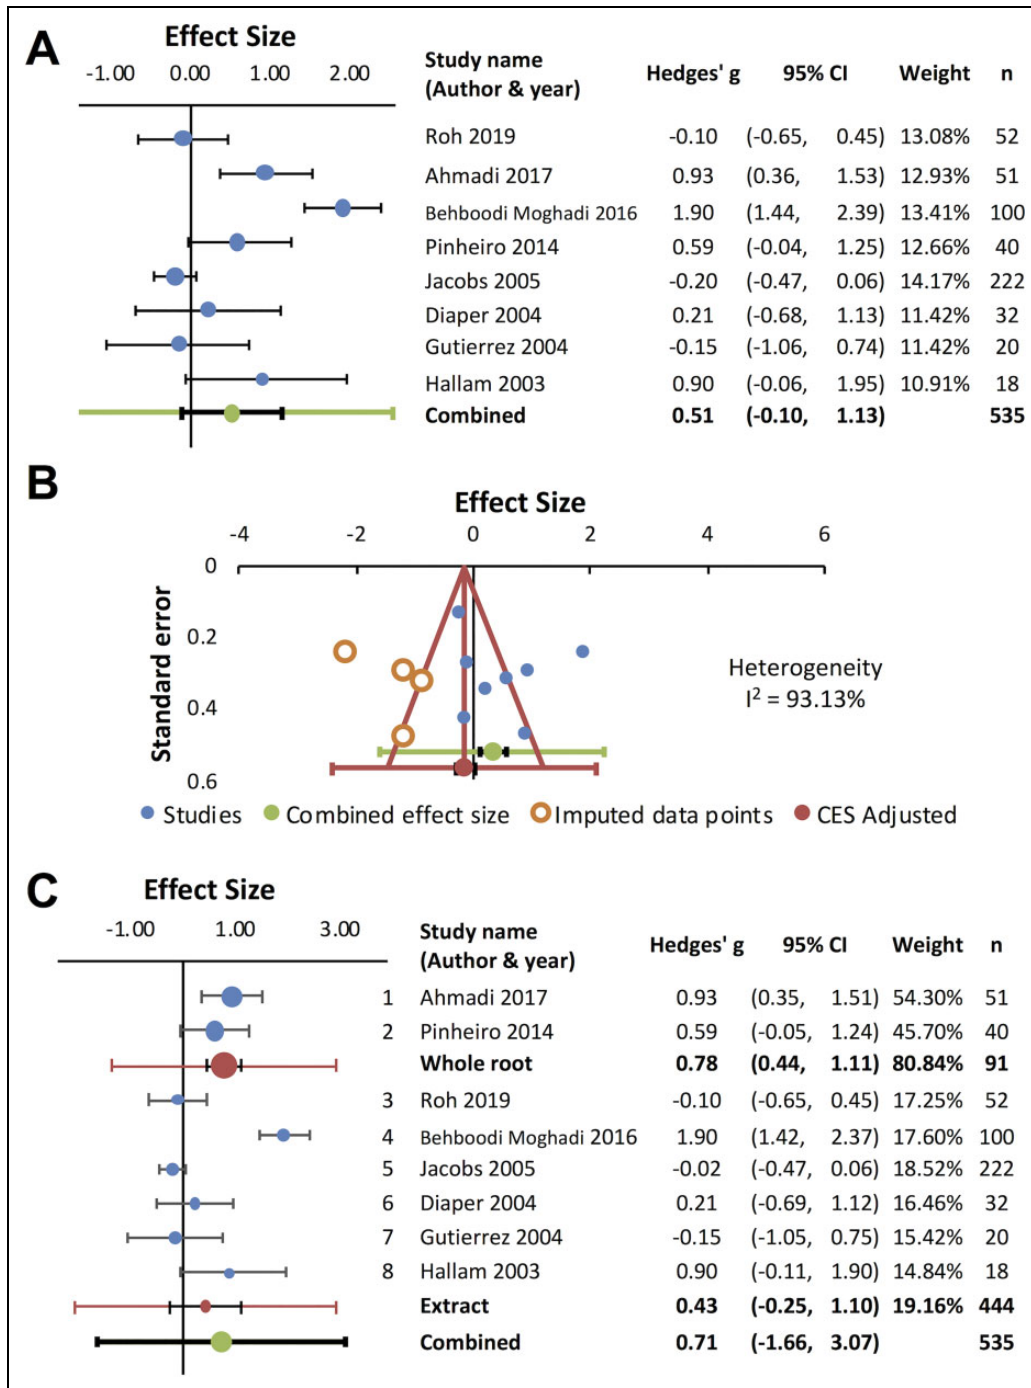 A
Effect Size
-1.00 0.00 1.00 2.00
Study name
(Author & year) Hedges' g 95% CI Weight n
Roh 2019 -0.10 (-0.65, 0.45) 13.08% 52
Ahmadi 2017 0.93 (0.36, 1.53) 12.93% 51
Behboodi Moghadi 2016 1.90 (1.44, 2.39) 13.41% 100
Pinheiro 2014 0.59 (-0.04, 1.25) 12.66% 40
Jacobs 2005 -0.20 (-0.47, 0.06) 14.17% 222
Diaper 2004 0.21 (-0.68, 1.13) 11.42% 32
Gutierrez 2004 -0.15 (-1.06, 0.74) 11.42% 20
Hallam 2003 0.90 (-0.06, 1.95) 10.91% 18
Combined 0.51 (-0.10, 1.13) 535
B
Effect Size
-4 -2 0 2 4 6
Standard error
0
0.2
0.4
0.6
Heterogeneity
I² = 93.13%
Studies Combined effect size Imputed data points CES Adjusted
C
Effect Size
-1.00 1.00 3.00
Study name
(Author & year) Hedges' g 95% CI Weight n
1 Ahmadi 2017 0.93 (0.35, 1.51) 54.30% 51
2 Pinheiro 2014 0.59 (-0.05, 1.24) 45.70% 40
Whole root 0.78 (0.44, 1.11) 80.84% 91
3 Roh 2019 -0.10 (-0.65, 0.45) 17.25% 52
4 Behboodi Moghadi 2016 1.90 (1.42, 2.37) 17.60% 100
5 Jacobs 2005 -0.02 (-0.47, 0.06) 18.52% 222
6 Diaper 2004 0.21 (-0.69, 1.12) 16.46% 32
7 Gutierrez 2004 -0.15 (-1.05, 0.75) 15.42% 20
8 Hallam 2003 0.90 (-0.11, 1.90) 14.84% 18
Extract 0.43 (-0.25, 1.10) 19.16% 444
Combined 0.71 (-1.66, 3.07) 535